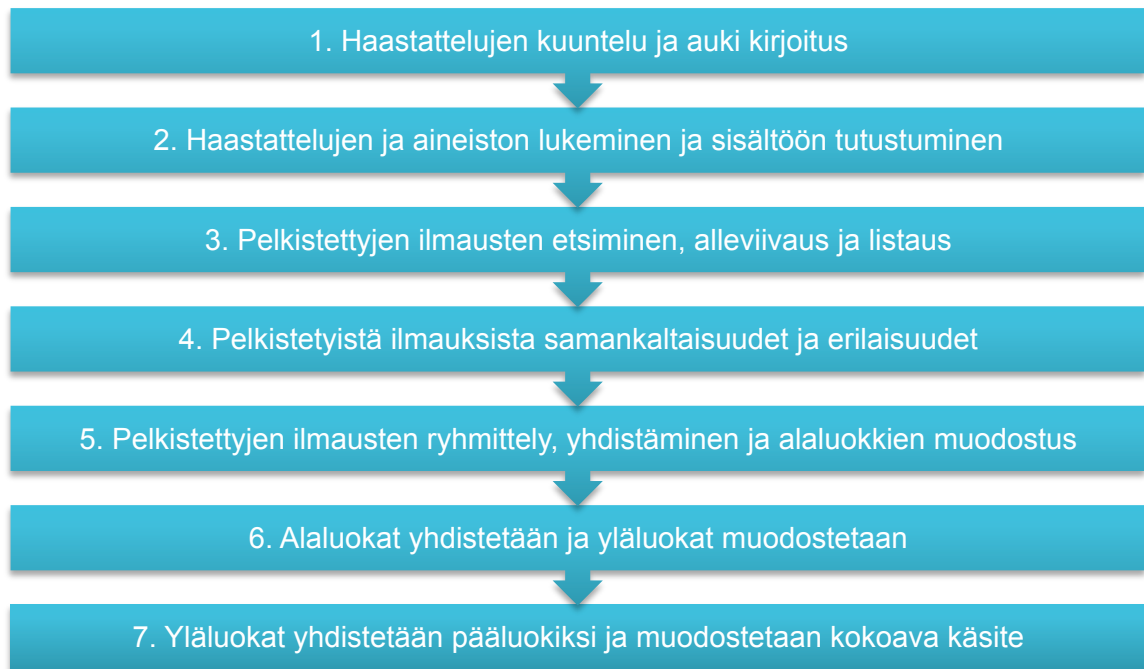 1. Haastattelujen kuuntelu ja auki kirjoitus
2. Haastattelujen ja aineiston lukeminen ja sisältöön tutustuminen
3. Pelkistettyjen ilmausten etsiminen, alleviivaus ja listaus
4. Pelkistetyistä ilmauksista samankaltaisuudet ja erilaisuudet
5. Pelkistettyjen ilmausten ryhmittely, yhdistäminen ja alaluokkien muodostus
6. Alaluokat yhdistetään ja yläluokat muodostetaan
7. Yläluokat yhdistetään pääluokiksi ja muodostetaan kokoava käsite